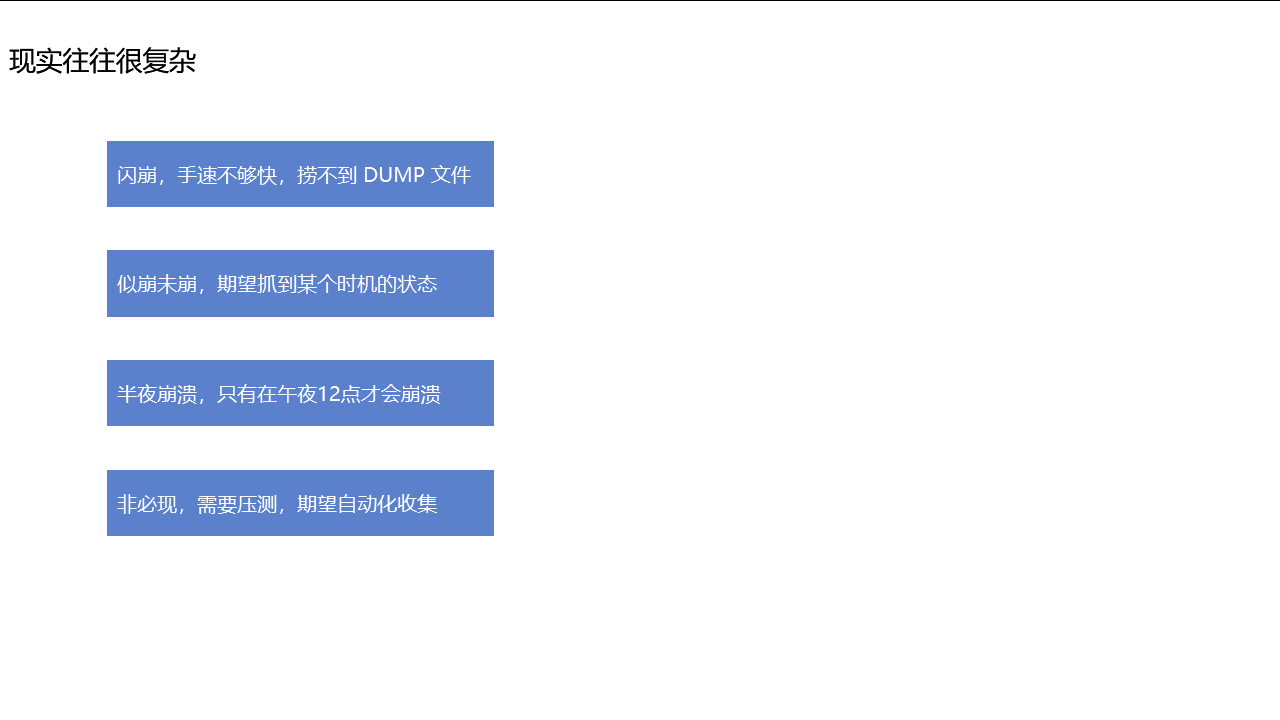 现实往往很复杂
闪崩，手速不够快，捞不到 DUMP 文件
似崩未崩，期望抓到某个时机的状态
半夜崩溃，只有在午夜12点才会崩溃
非必现，需要压测，期望自动化收集